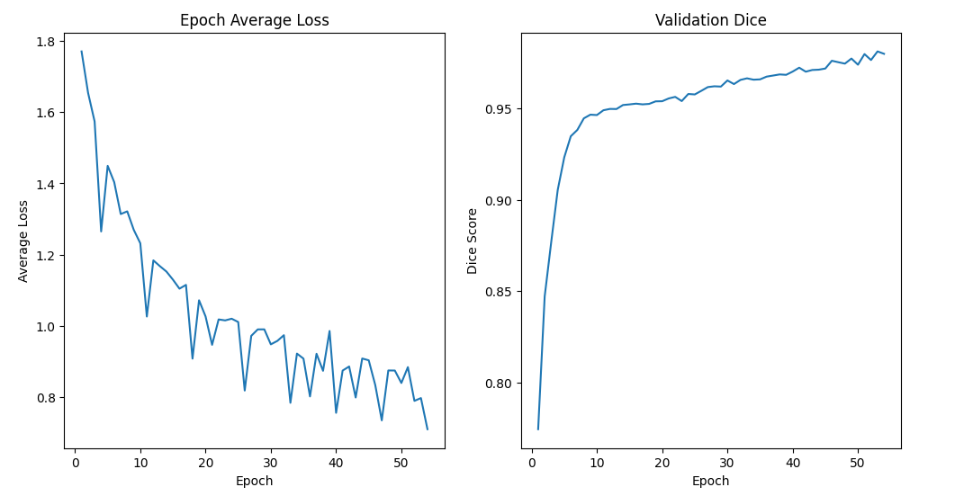 Epoch Average Loss
1.8
1.6
1.4
1.2
1.0
0.8
Average Loss
0 10 20 30 40 50
Epoch
Validation Dice
0.95
0.90
0.85
0.80
Dice Score
0 10 20 30 40 50
Epoch